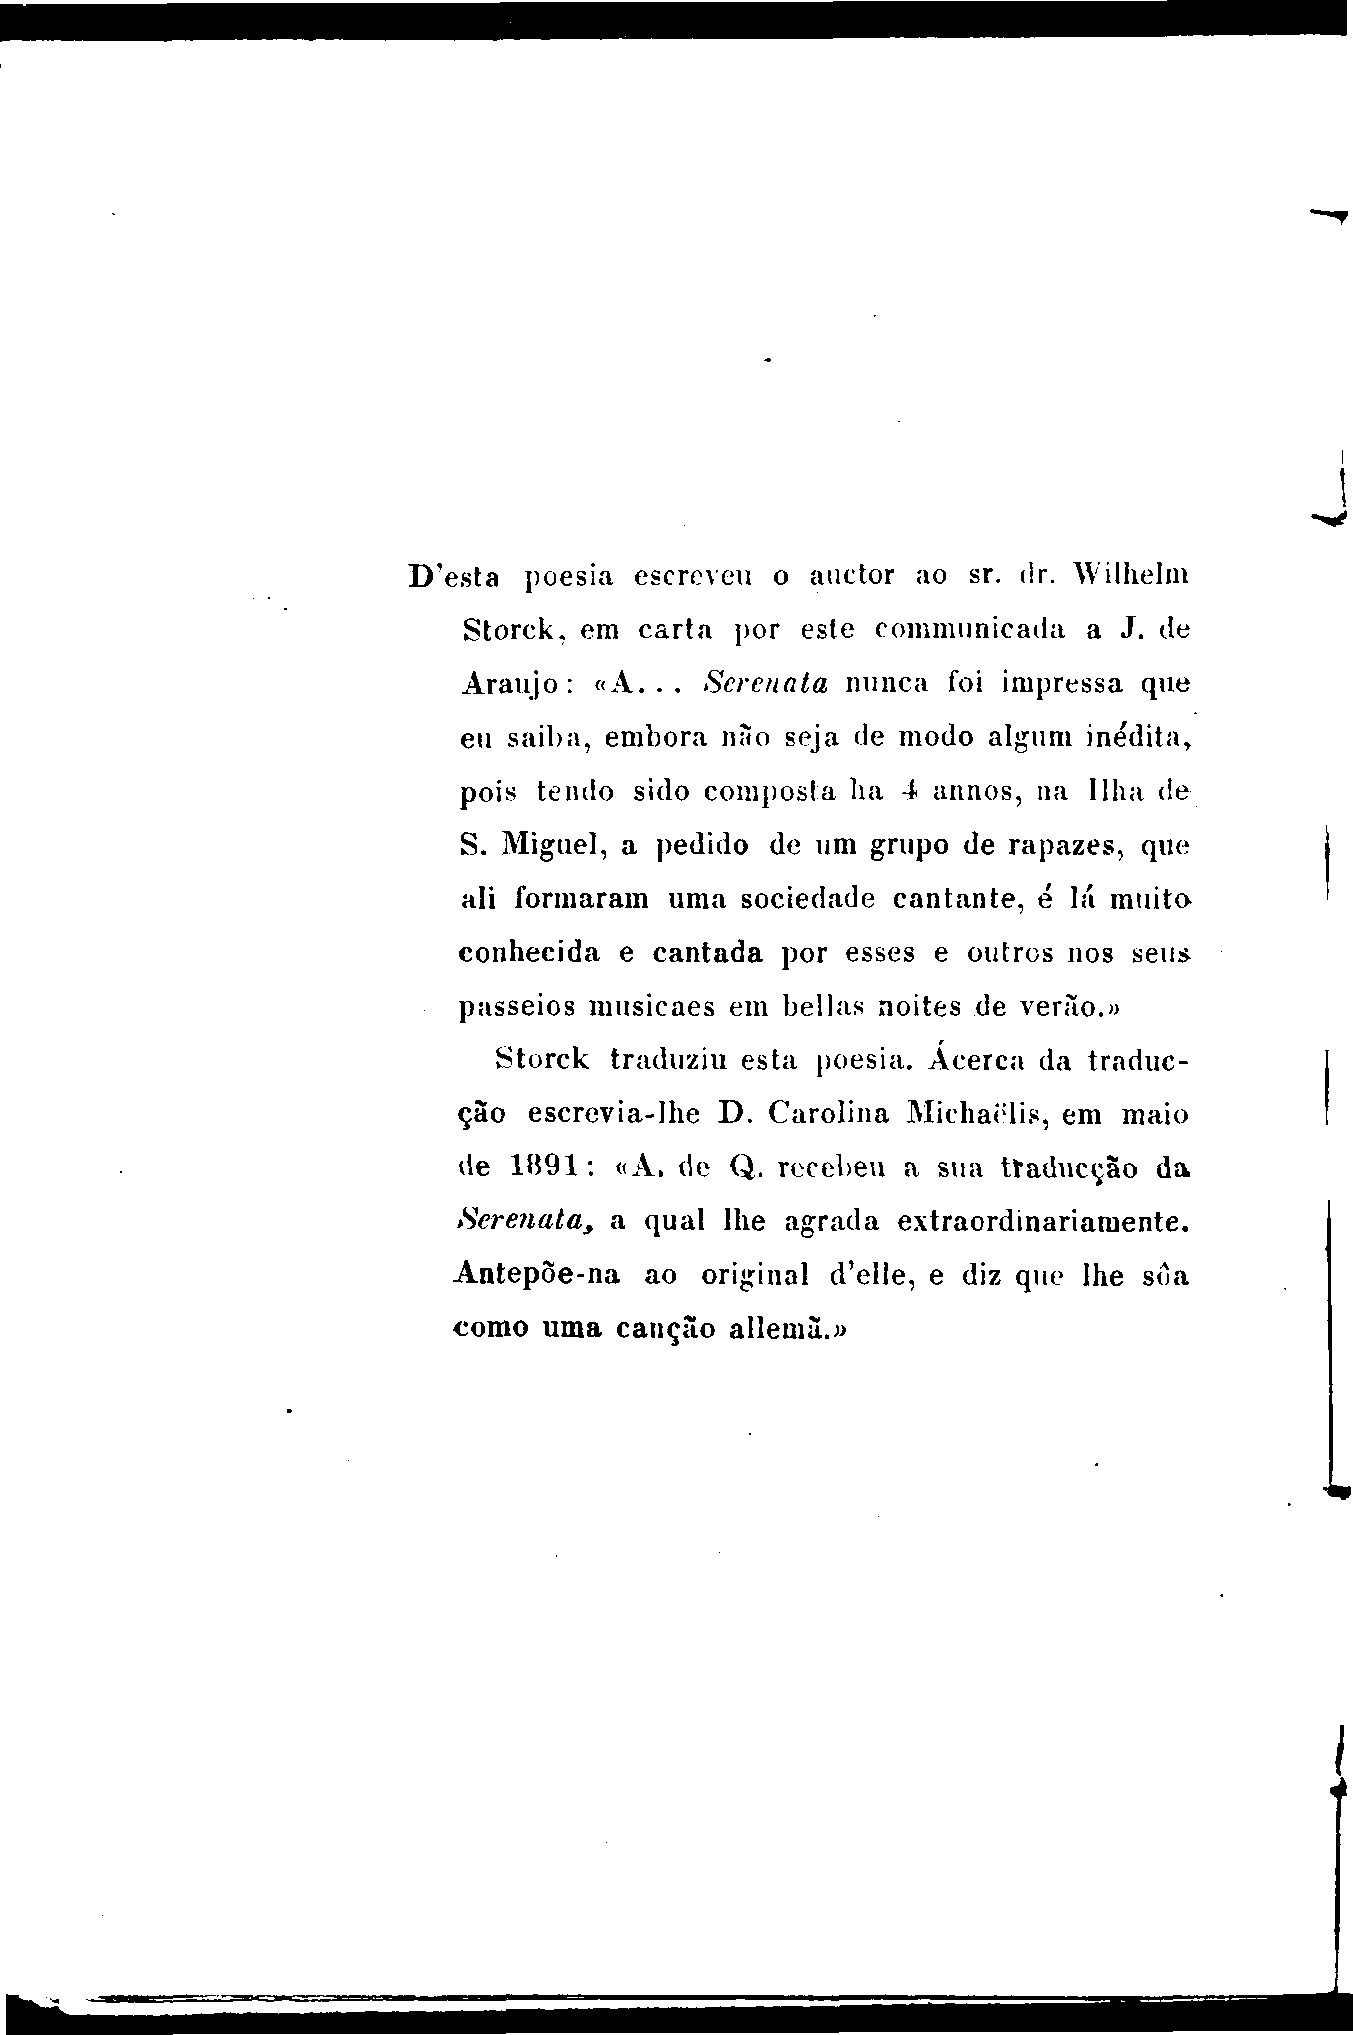 D'esta poesia escreveu o auctor ao sr. dr. Wilhelm
Storck, em carta por este communicada a J. de
Araujo: «A... Serenata nunca foi impressa que
eu saiba, embora não seja de modo algum inédita,
pois tendo sido composta ha 4 annos, na Ilha de
S. Miguel, a pedido de um grupo de rapazes, que
ali formaram uma sociedade cantante, é lá muito
conhecida e cantada por esses e outros nos seus
passeios musicaes em bellas noites de verão.»
Storck traduziu esta poesia. Ácerca da traduc-
ção escrevia-lhe D. Carolina Michaëlis, em maio
de 1891: «A. de Q. recebeu a sua traducção da
Serenata, a qual lhe agrada extraordinariamente.
Antepõe-na ao original d'elle, e diz que lhe sôa
como uma canção allemã.»